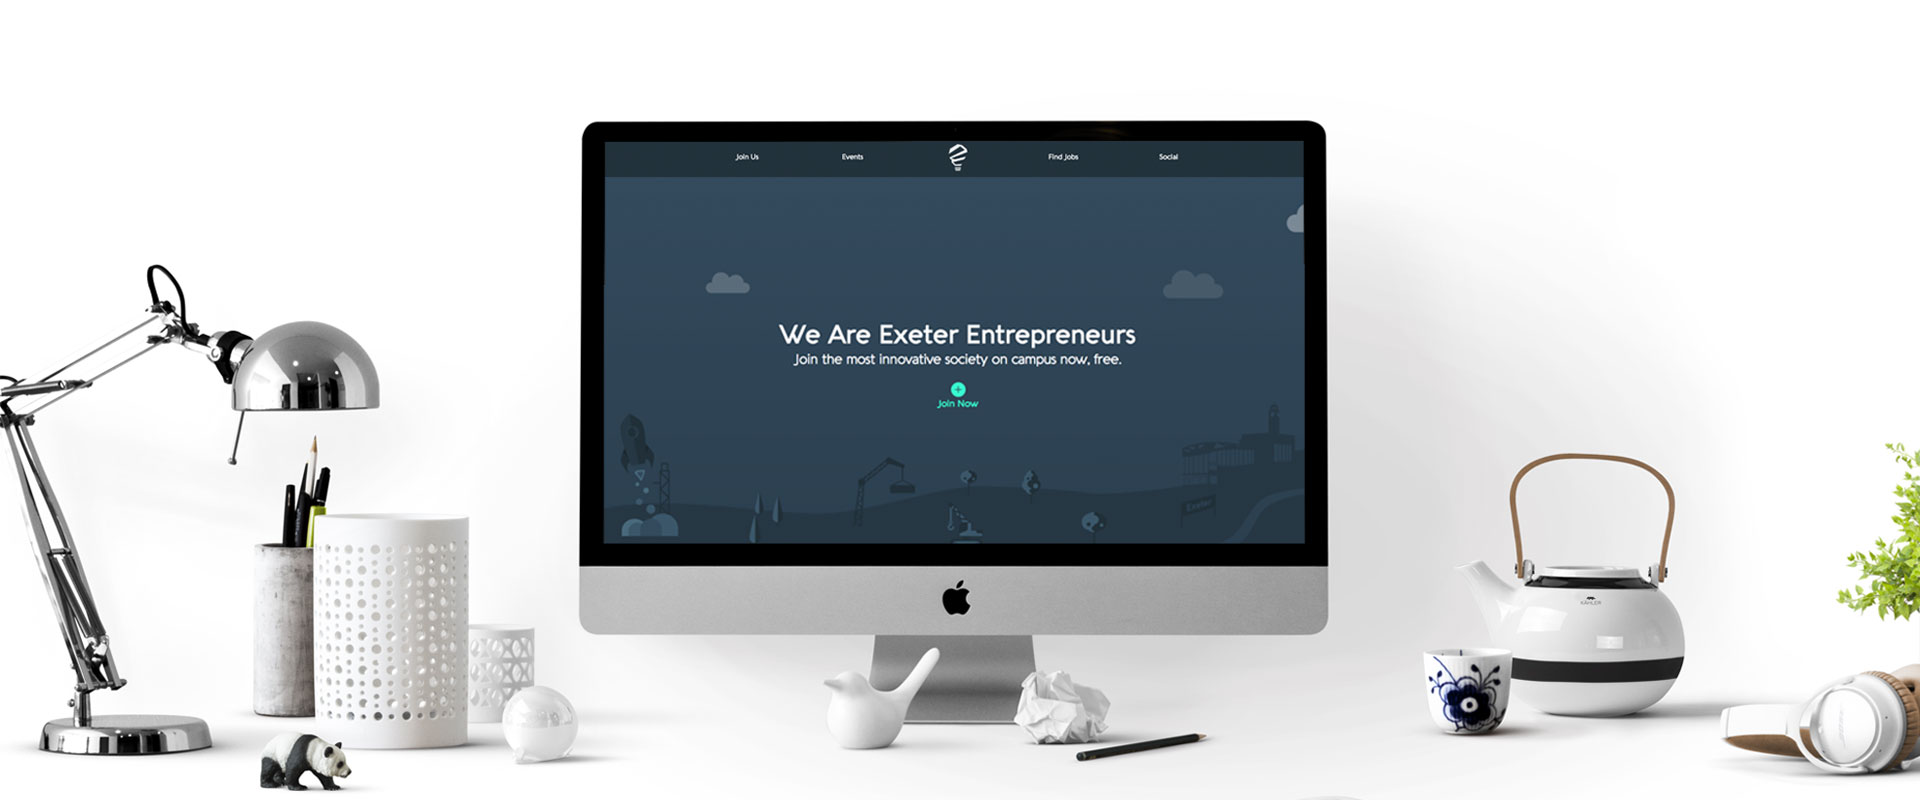 Join Us
Events
Find Jobs
Social
We Are Exeter Entrepreneurs
Join the most innovative society on campus now, free.
Join Now
Exeter
KÄHLER